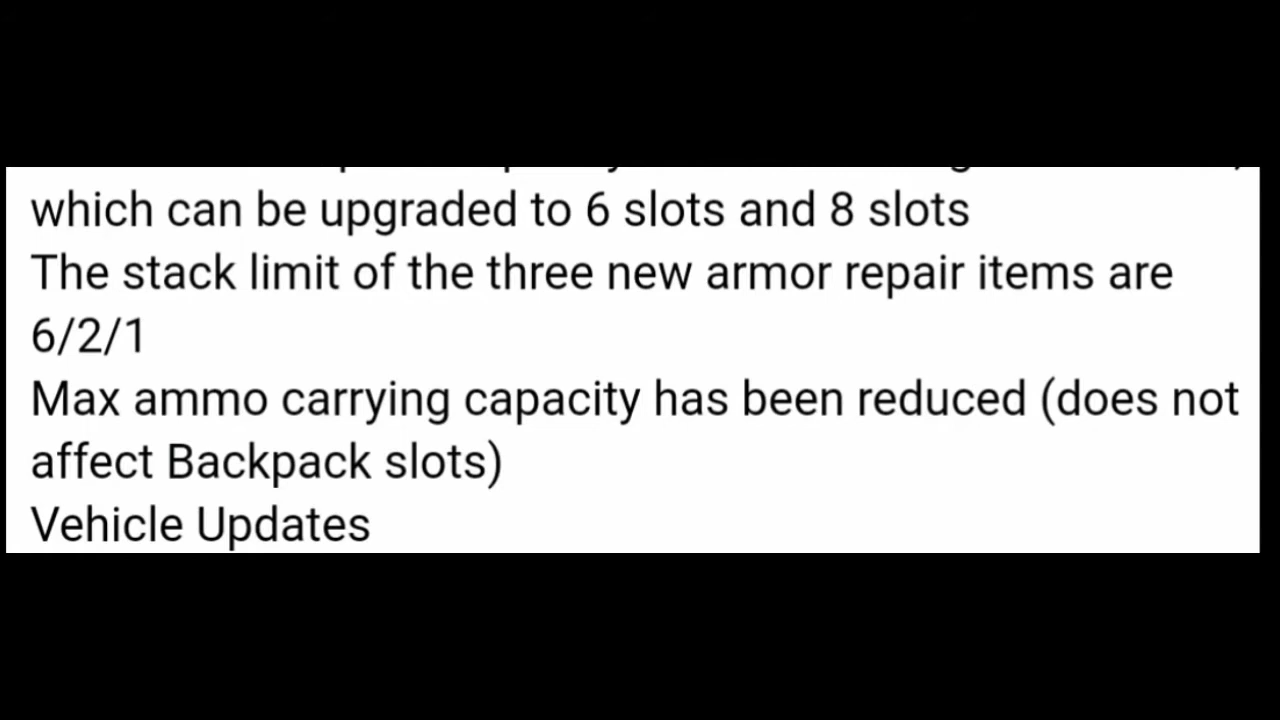 which can be upgraded to 6 slots and 8 slots
The stack limit of the three new armor repair items are
6/2/1
Max ammo carrying capacity has been reduced (does not
affect Backpack slots)
Vehicle Updates